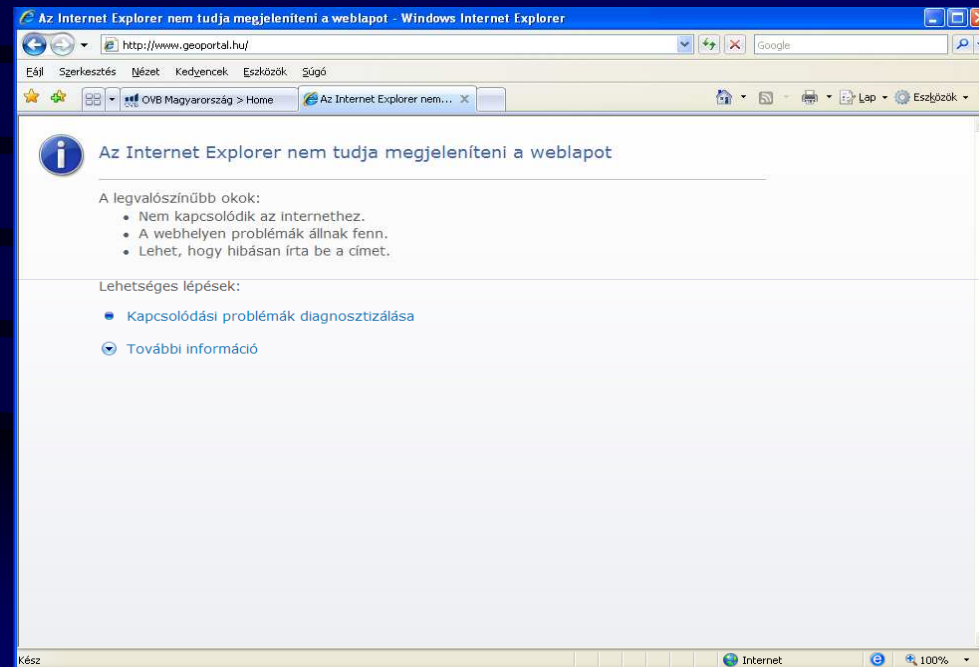 Az Internet Explorer nem tudja megjeleníteni a weblapot - Windows Internet Explorer
http://www.geoportal.hu/
Google
Fájl Szerkesztés Nézet Kedvencek Eszközök Súgó
OVB Magyarország > Home
Az Internet Explorer nem...
Lap
Eszközök
Az Internet Explorer nem tudja megjeleníteni a weblapot
A legvalószínűbb okok:
Nem kapcsolódik az internethez.
A webhelyen problémák állnak fenn.
Lehet, hogy hibásan írta be a címet.
Lehetséges lépések:
Kapcsolódási problémák diagnosztizálása
További információ
Kész
Internet
100%